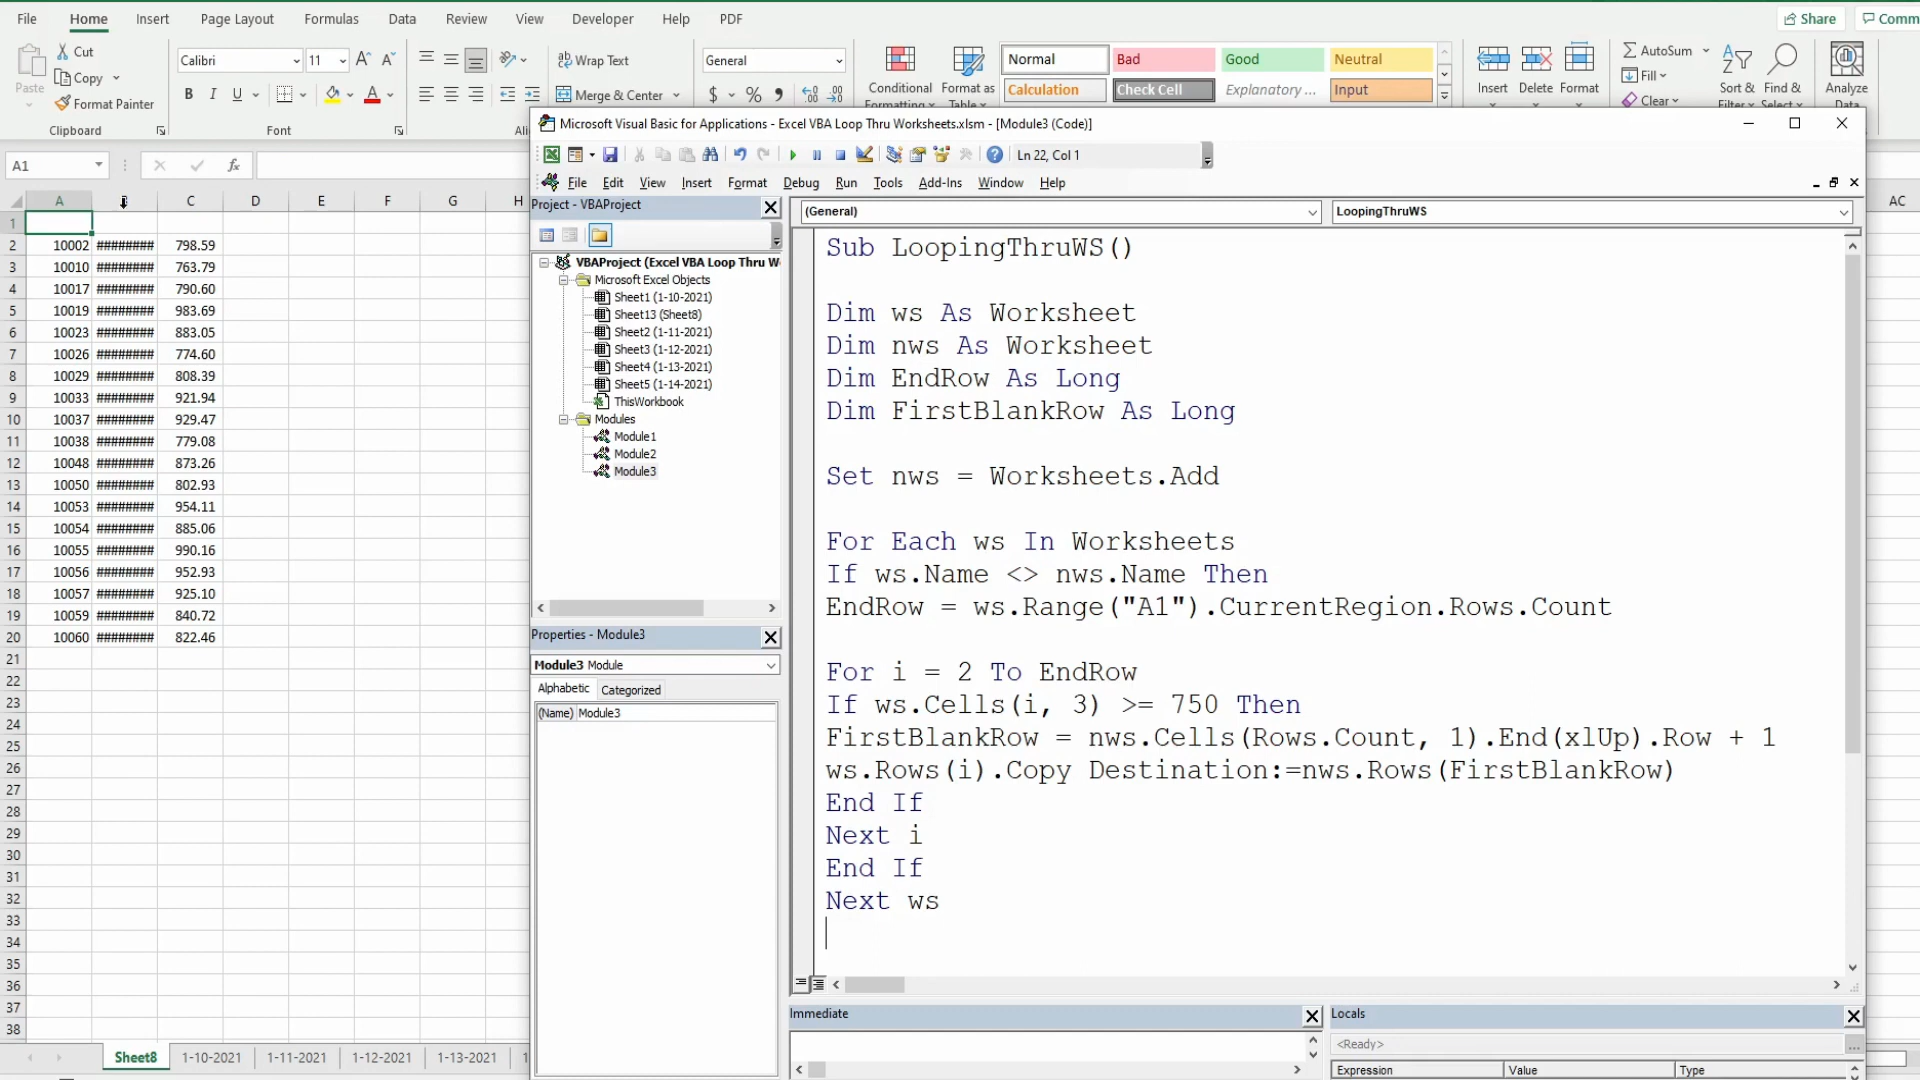 File Home Insert Page Layout Formulas Data Review View Developer Help PDF Share Comm
Paste Cut Copy Format Painter Clipboard
Calibri 11 B I U Font
Wrap Text Merge & Center
General $ % 9
Conditional Formatting Format as Table
Normal Bad Good Neutral
Calculation Check Cell Explanatory ... Input
Insert Delete Format
AutoSum Fill Clear Sort & Filter Find & Select Analyze Data
A1 fx
A C D E F G H AC
1
2 10002 ######## 798.59
3 10010 ######## 763.79
4 10017 ######## 790.60
5 10019 ######## 983.69
6 10023 ######## 883.05
7 10026 ######## 774.60
8 10029 ######## 808.39
9 10033 ######## 921.94
10 10037 ######## 929.47
11 10038 ######## 779.08
12 10048 ######## 873.26
13 10050 ######## 802.93
14 10053 ######## 954.11
15 10054 ######## 885.06
16 10055 ######## 990.16
17 10056 ######## 952.93
18 10057 ######## 925.10
19 10059 ######## 840.72
20 10060 ######## 822.46
21
22
23
24
25
26
27
28
29
30
31
32
33
34
35
36
37
38
Sheet8 1-10-2021 1-11-2021 1-12-2021 1-13-2021 1
Microsoft Visual Basic for Applications - Excel VBA Loop Thru Worksheets.xlsm - [Module3 (Code)]
Ln 22, Col 1
File Edit View Insert Format Debug Run Tools Add-Ins Window Help
Project - VBAProject
VBAProject (Excel VBA Loop Thru W
Microsoft Excel Objects
Sheet1 (1-10-2021)
Sheet13 (Sheet8)
Sheet2 (1-11-2021)
Sheet3 (1-12-2021)
Sheet4 (1-13-2021)
Sheet5 (1-14-2021)
ThisWorkbook
Modules
Module1
Module2
Module3
Properties - Module3
Module3 Module
Alphabetic Categorized
(Name) Module3
(General) LoopingThruWS
Sub LoopingThruWS()
Dim ws As Worksheet
Dim nws As Worksheet
Dim EndRow As Long
Dim FirstBlankRow As Long
Set nws = Worksheets.Add
For Each ws In Worksheets
If ws.Name <> nws.Name Then
EndRow = ws.Range("A1").CurrentRegion.Rows.Count
For i = 2 To EndRow
If ws.Cells(i, 3) >= 750 Then
FirstBlankRow = nws.Cells(Rows.Count, 1).End(xlUp).Row + 1
ws.Rows(i).Copy Destination:=nws.Rows(FirstBlankRow)
End If
Next i
End If
Next ws
Immediate
Locals
<Ready>
Expression Value Type